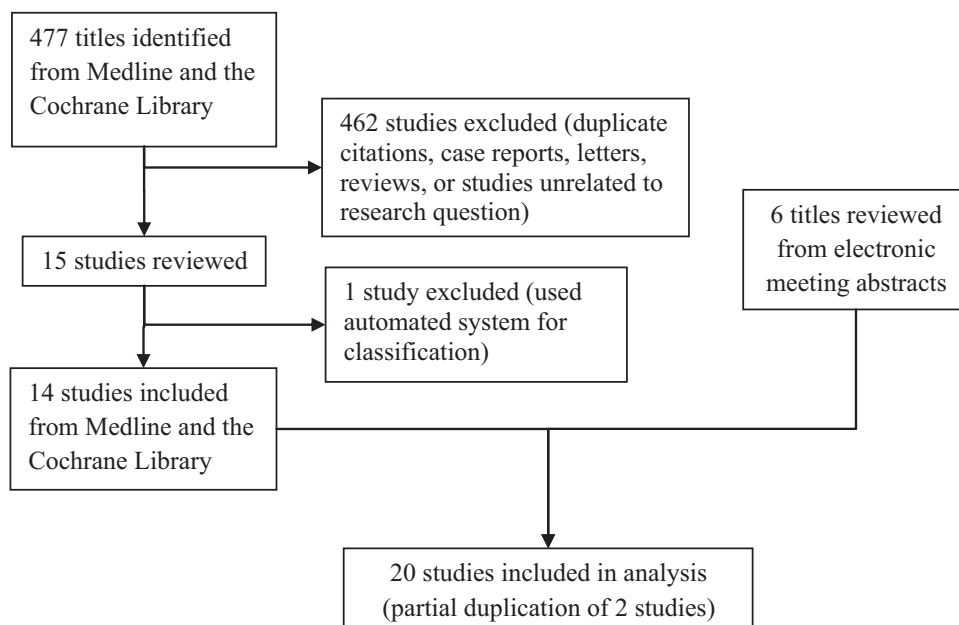 477 titles identified
from Medline and the
Cochrane Library
462 studies excluded (duplicate
citations, case reports, letters,
reviews, or studies unrelated to
research question)
15 studies reviewed
6 titles reviewed
from electronic
meeting abstracts
1 study excluded (used
automated system for
classification)
14 studies included
from Medline and the
Cochrane Library
20 studies included in analysis
(partial duplication of 2 studies)